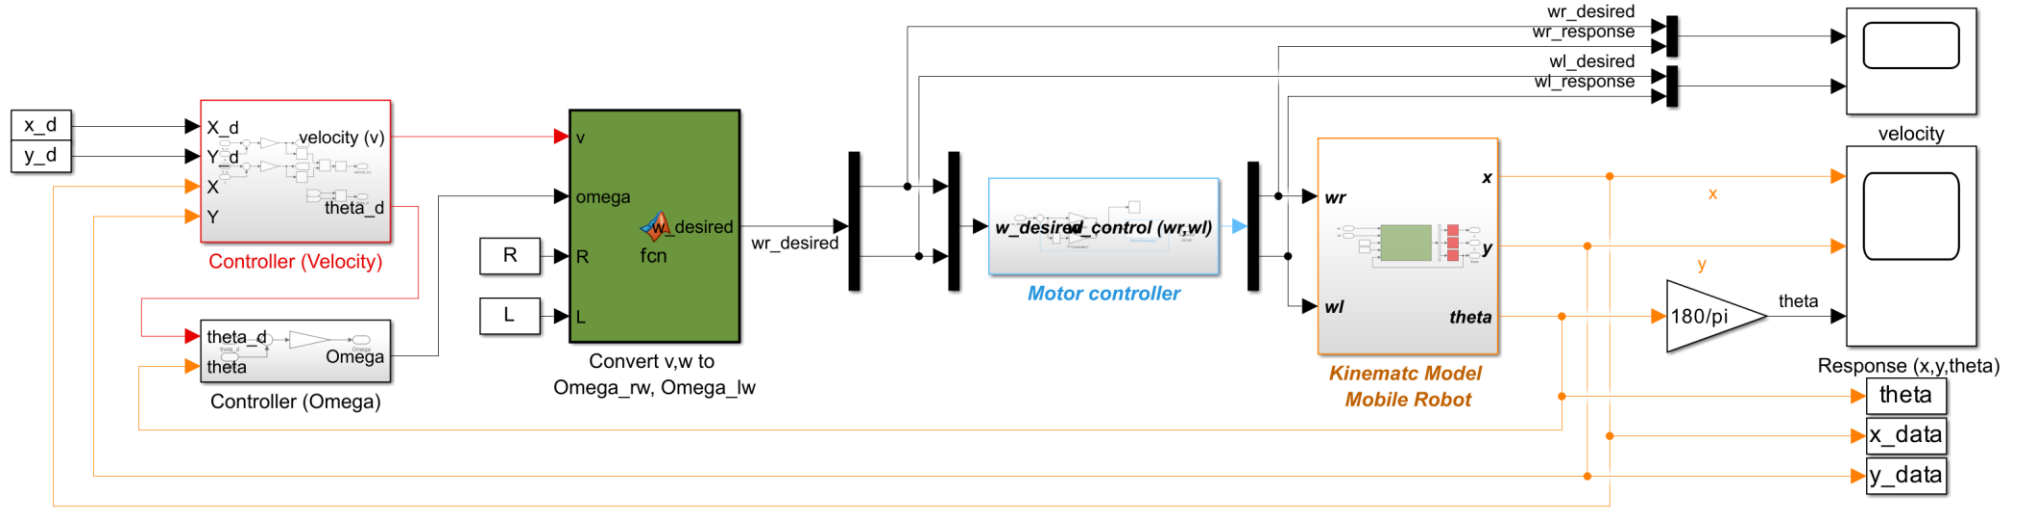 wr_desired
wr_response
wl_desired
wl_response
velocity
x_d
y_d
X_d
Y_d
X
Y
velocity (v)
theta_d
Controller (Velocity)
theta_d
theta
Omega
Controller (Omega)
R
L
v
omega
R
L
w_desired
fcn
Convert v,w to
Omega_rw, Omega_lw
wr_desired
w_desired
w_control (wr,wl)
Motor controller
wr
wl
x
y
theta
Kinematc Model
Mobile Robot
x
y
180/pi
theta
Response (x,y,theta)
theta
x_data
y_data